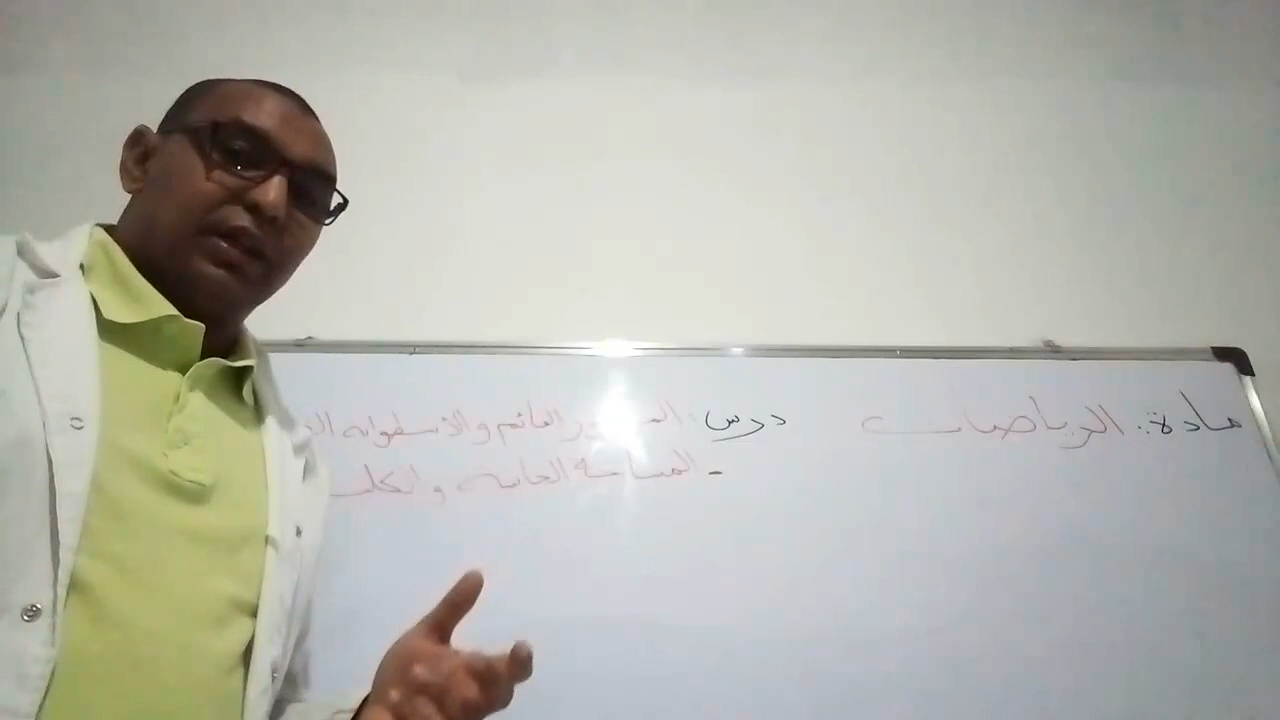 مادة: الرياضيات
درس: القائم والأسطوانة
- المساحة الجانبية و